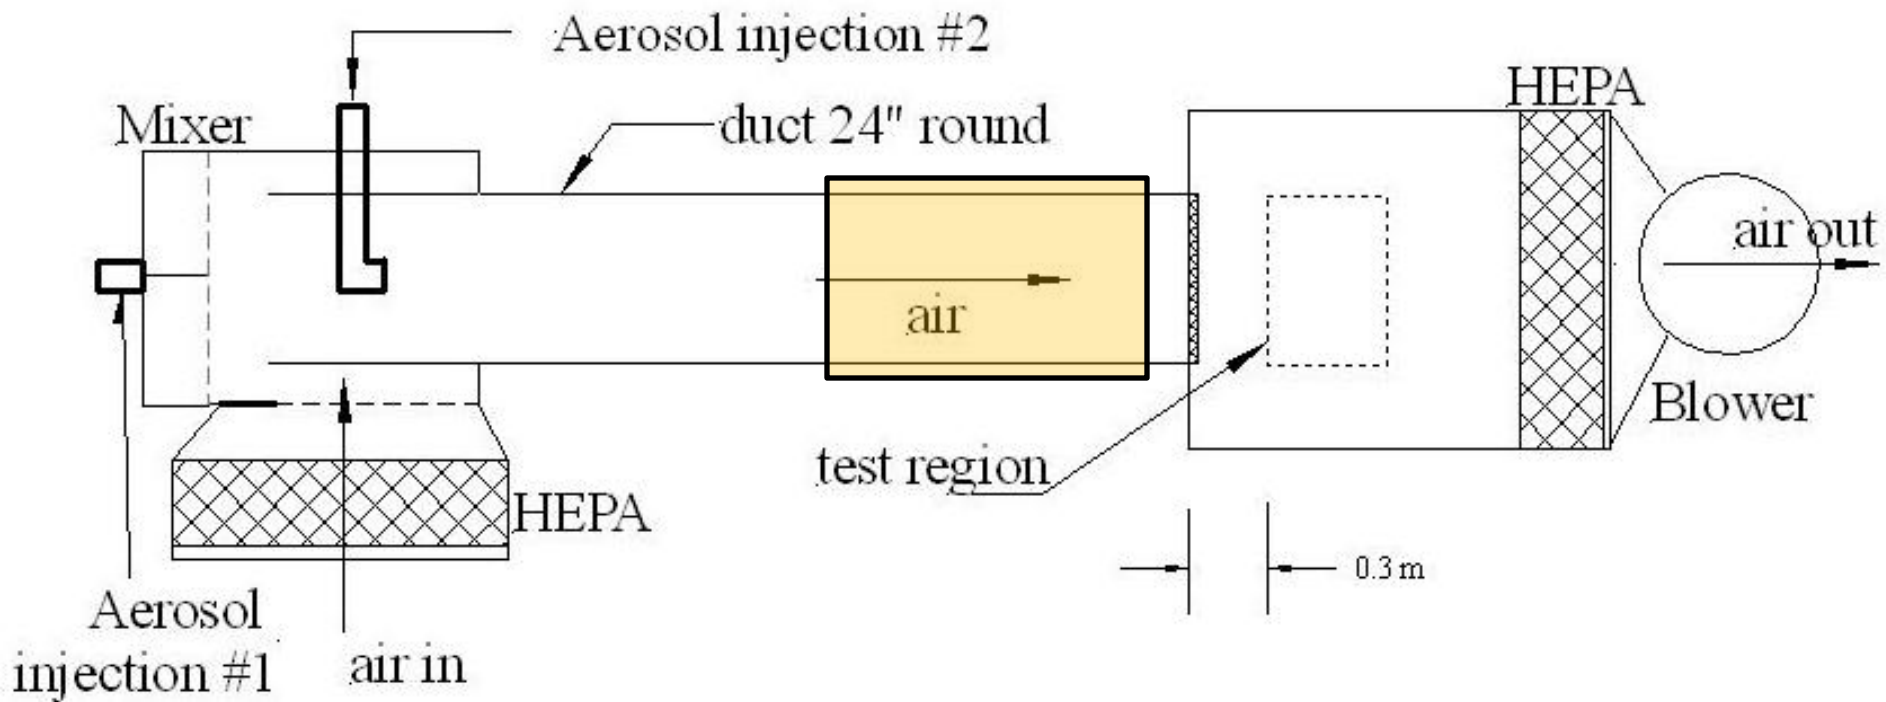 Aerosol injection #2
HEPA
Mixer
duct 24" round
air out
air
Blower
test region
HEPA
0.3 m
Aerosol
injection #1
air in